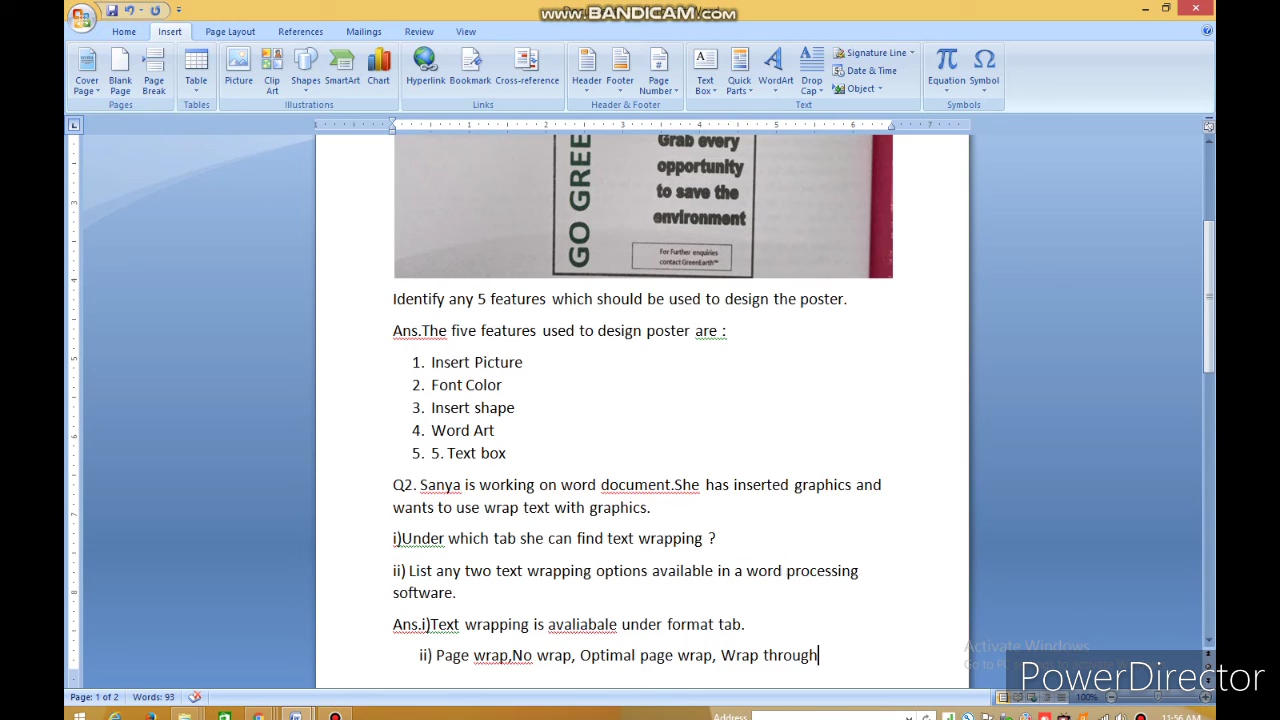 www.BANDICAM.com
Home Insert Page Layout References Mailings Review View
Cover Page Blank Page Page Break Table Picture Clip Art Shapes SmartArt Chart Hyperlink Bookmark Cross-reference Header Footer Page Number Text Box Quick Parts WordArt Drop Cap Signature Line Date & Time Object Equation Symbol
Pages Tables Illustrations Links Header & Footer Text Symbols
GO GREE
Grab every
opportunity
to save the
environment
For Further enquiries
contact GreenEarth™
Identify any 5 features which should be used to design the poster.
Ans.The five features used to design poster are :
1. Insert Picture
2. Font Color
3. Insert shape
4. Word Art
5. 5. Text box
Q2. Sanya is working on word document.She has inserted graphics and
wants to use wrap text with graphics.
i)Under which tab she can find text wrapping ?
ii) List any two text wrapping options available in a word processing
software.
Ans.i)Text wrapping is avaliabale under format tab.
ii) Page wrap,No wrap, Optimal page wrap, Wrap through
Activate Windows
PowerDirector
Page: 1 of 2 Words: 93 100%
Address 11:56 AM